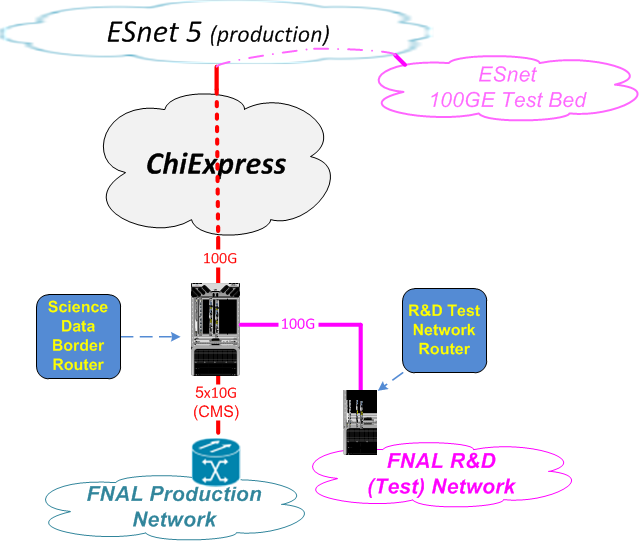 ESnet 5 (production)
ESnet
100GE Test Bed
ChiExpress
100G
Science
Data
Border
Router
100G
R&D Test
Network
Router
5x10G
(CMS)
FNAL R&D
(Test) Network
FNAL Production
Network